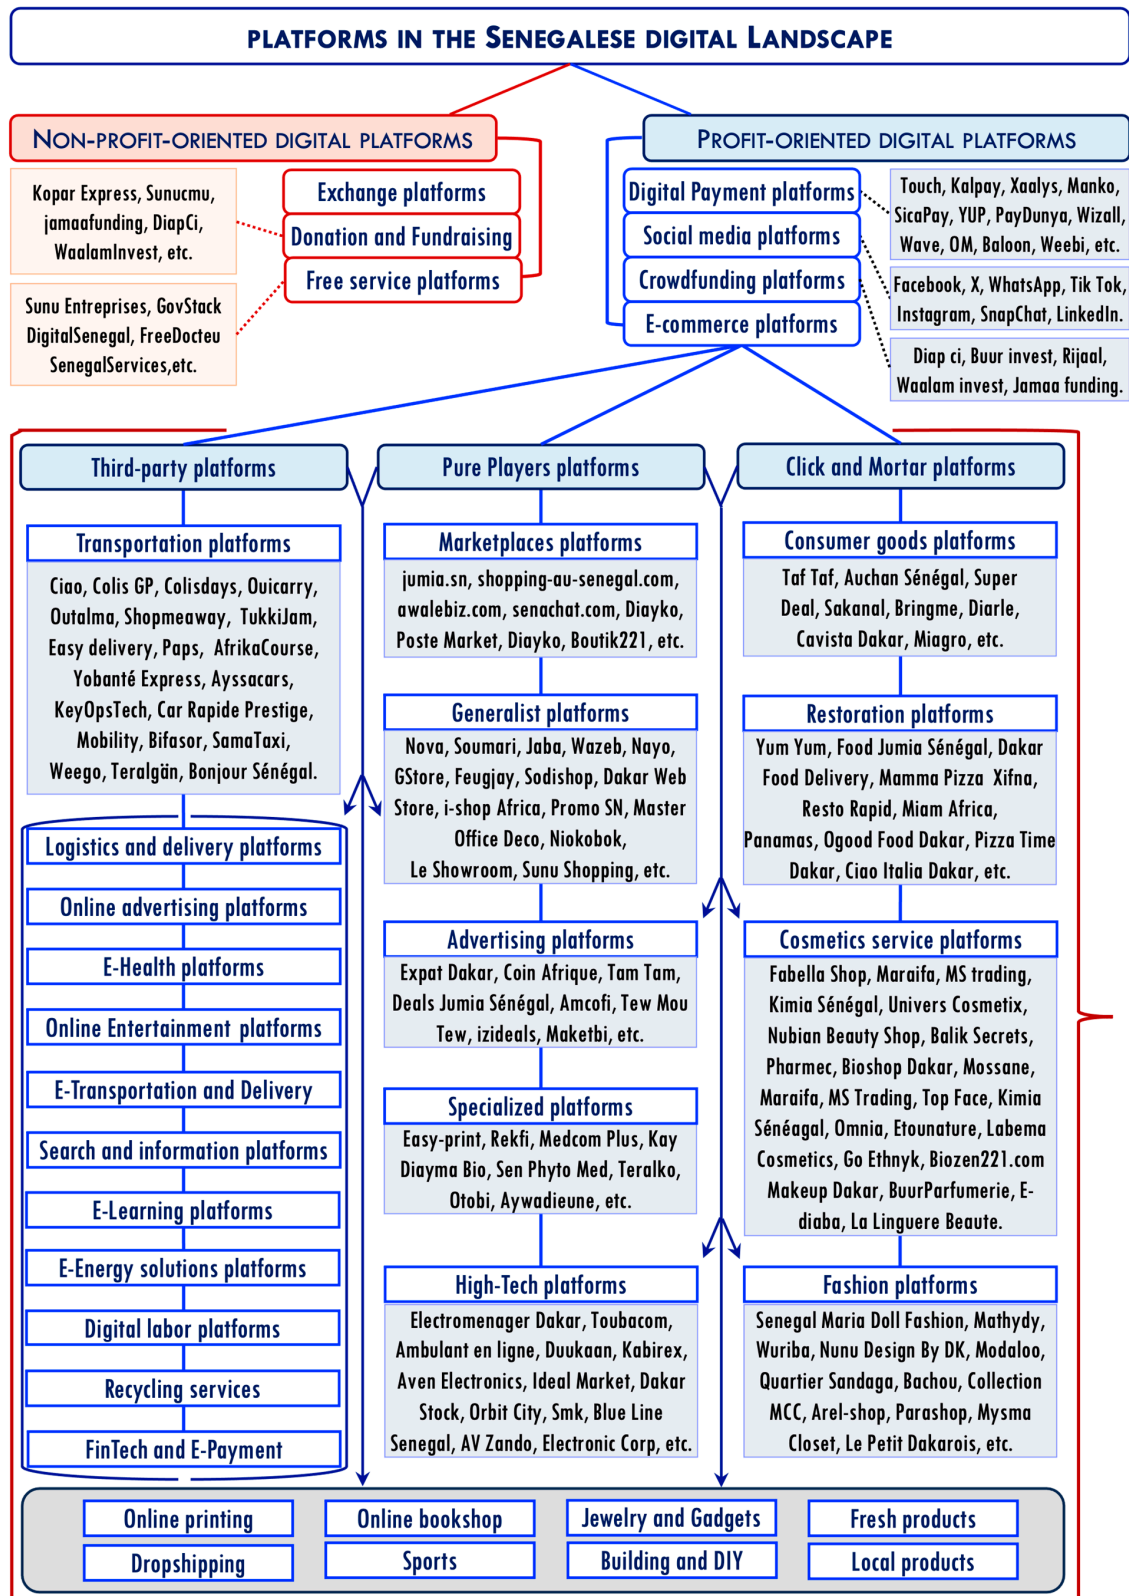 PLATFORMS IN THE SENEGALESE DIGITAL LANDSCAPE
NON-PROFIT-ORIENTED DIGITAL PLATFORMS
Kopar Express, Sunucmu,
jamaafunding, DiapCi,
WaalamInvest, etc.
Sunu Entreprises, GovStack
DigitalSenegal, FreeDocteu
SenegalServices,etc.
Exchange platforms
Donation and Fundraising
Free service platforms
PROFIT-ORIENTED DIGITAL PLATFORMS
Digital Payment platforms
Social media platforms
Crowdfunding platforms
E-commerce platforms
Touch, Kalpay, Xaalys, Manko,
SicaPay, YUP, PayDunya, Wizall,
Wave, OM, Baloon, Weebi, etc.
Facebook, X, WhatsApp, Tik Tok,
Instagram, SnapChat, LinkedIn.
Diap ci, Buur invest, Rijaal,
Waalam invest, Jamaa funding.
Third-party platforms
Transportation platforms
Ciao, Colis GP, Colisdays, Ouicarry,
Outalma, Shopmeaway, TukkiJam,
Easy delivery, Paps, AfrikaCourse,
Yobanté Express, Ayssacars,
KeyOpsTech, Car Rapide Prestige,
Mobility, Bifasor, SamaTaxi,
Weego, Teralgän, Bonjour Sénégal.
Logistics and delivery platforms
Online advertising platforms
E-Health platforms
Online Entertainment platforms
E-Transportation and Delivery
Search and information platforms
E-Learning platforms
E-Energy solutions platforms
Digital labor platforms
Recycling services
FinTech and E-Payment
Pure Players platforms
Marketplaces platforms
jumia.sn, shopping-au-senegal.com,
awalebiz.com, senachat.com, Diayko,
Poste Market, Diayko, Boutik221, etc.
Generalist platforms
Nova, Soumari, Jaba, Wazeb, Nayo,
GStore, Feugjay, Sodishop, Dakar Web
Store, i-shop Africa, Promo SN, Master
Office Deco, Niokobok,
Le Showroom, Sunu Shopping, etc.
Advertising platforms
Expat Dakar, Coin Afrique, Tam Tam,
Deals Jumia Sénégal, Amcofi, Tew Mou
Tew, izideals, Maketbi, etc.
Specialized platforms
Easy-print, Rekfi, Medcom Plus, Kay
Diayma Bio, Sen Phyto Med, Teralko,
Otobi, Aywadieune, etc.
High-Tech platforms
Electromenager Dakar, Toubacom,
Ambulant en ligne, Duukaan, Kabirex,
Aven Electronics, Ideal Market, Dakar
Stock, Orbit City, Smk, Blue Line
Senegal, AV Zando, Electronic Corp, etc.
Click and Mortar platforms
Consumer goods platforms
Taf Taf, Auchan Sénégal, Super
Deal, Sakanal, Bringme, Diarle,
Cavista Dakar, Miagro, etc.
Restoration platforms
Yum Yum, Food Jumia Sénégal, Dakar
Food Delivery, Mamma Pizza Xifna,
Resto Rapid, Miam Africa,
Panamas, Ogood Food Dakar, Pizza Time
Dakar, Ciao Italia Dakar, etc.
Cosmetics service platforms
Fabella Shop, Maraifa, MS trading,
Kimia Sénégal, Univers Cosmetix,
Nubian Beauty Shop, Balik Secrets,
Pharmec, Bioshop Dakar, Mossane,
Maraifa, MS Trading, Top Face, Kimia
Sénéagal, Omnia, Etounature, Labema
Cosmetics, Go Ethnyk, Biozen221.com
Makeup Dakar, BuurParfumerie, E-
diaba, La Linguere Beaute.
Fashion platforms
Senegal Maria Doll Fashion, Mathydy,
Wuriba, Nunu Design By DK, Modaloo,
Quartier Sandaga, Bachou, Collection
MCC, Arel-shop, Parashop, Mysma
Closet, Le Petit Dakarois, etc.
Online printing
Online bookshop
Jewelry and Gadgets
Fresh products
Dropshipping
Sports
Building and DIY
Local products